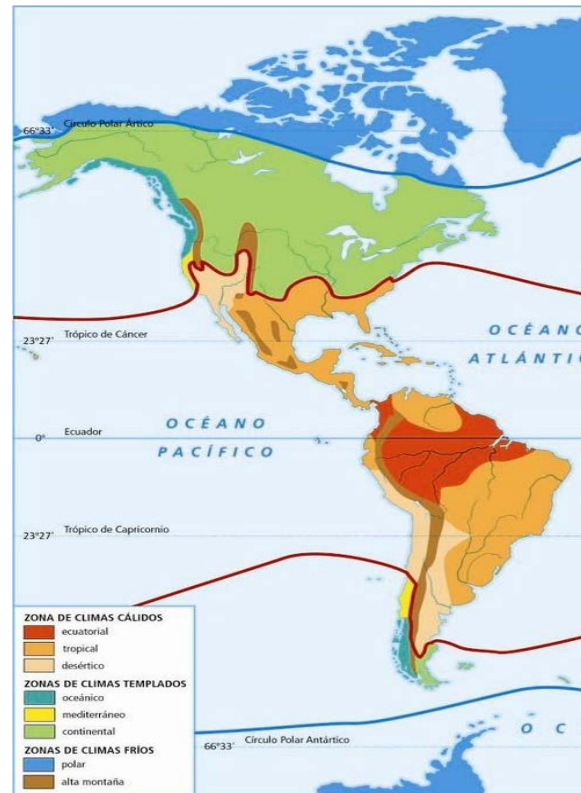 Círculo Polar Ártico
66°33'
Trópico de Cáncer
23°27'
OCÉANO
ATLÁNTIC
OCÉANO
PACÍFICO
Ecuador
0°
Trópico de Capricornio
23°27'
ZONA DE CLIMAS CÁLIDOS
ecuatorial
tropical
desértico
ZONAS DE CLIMAS TEMPLADOS
oceánico
mediterráneo
continental
ZONAS DE CLIMAS FRÍOS
polar
alta montaña
Círculo Polar Antártico
66°33'
O C